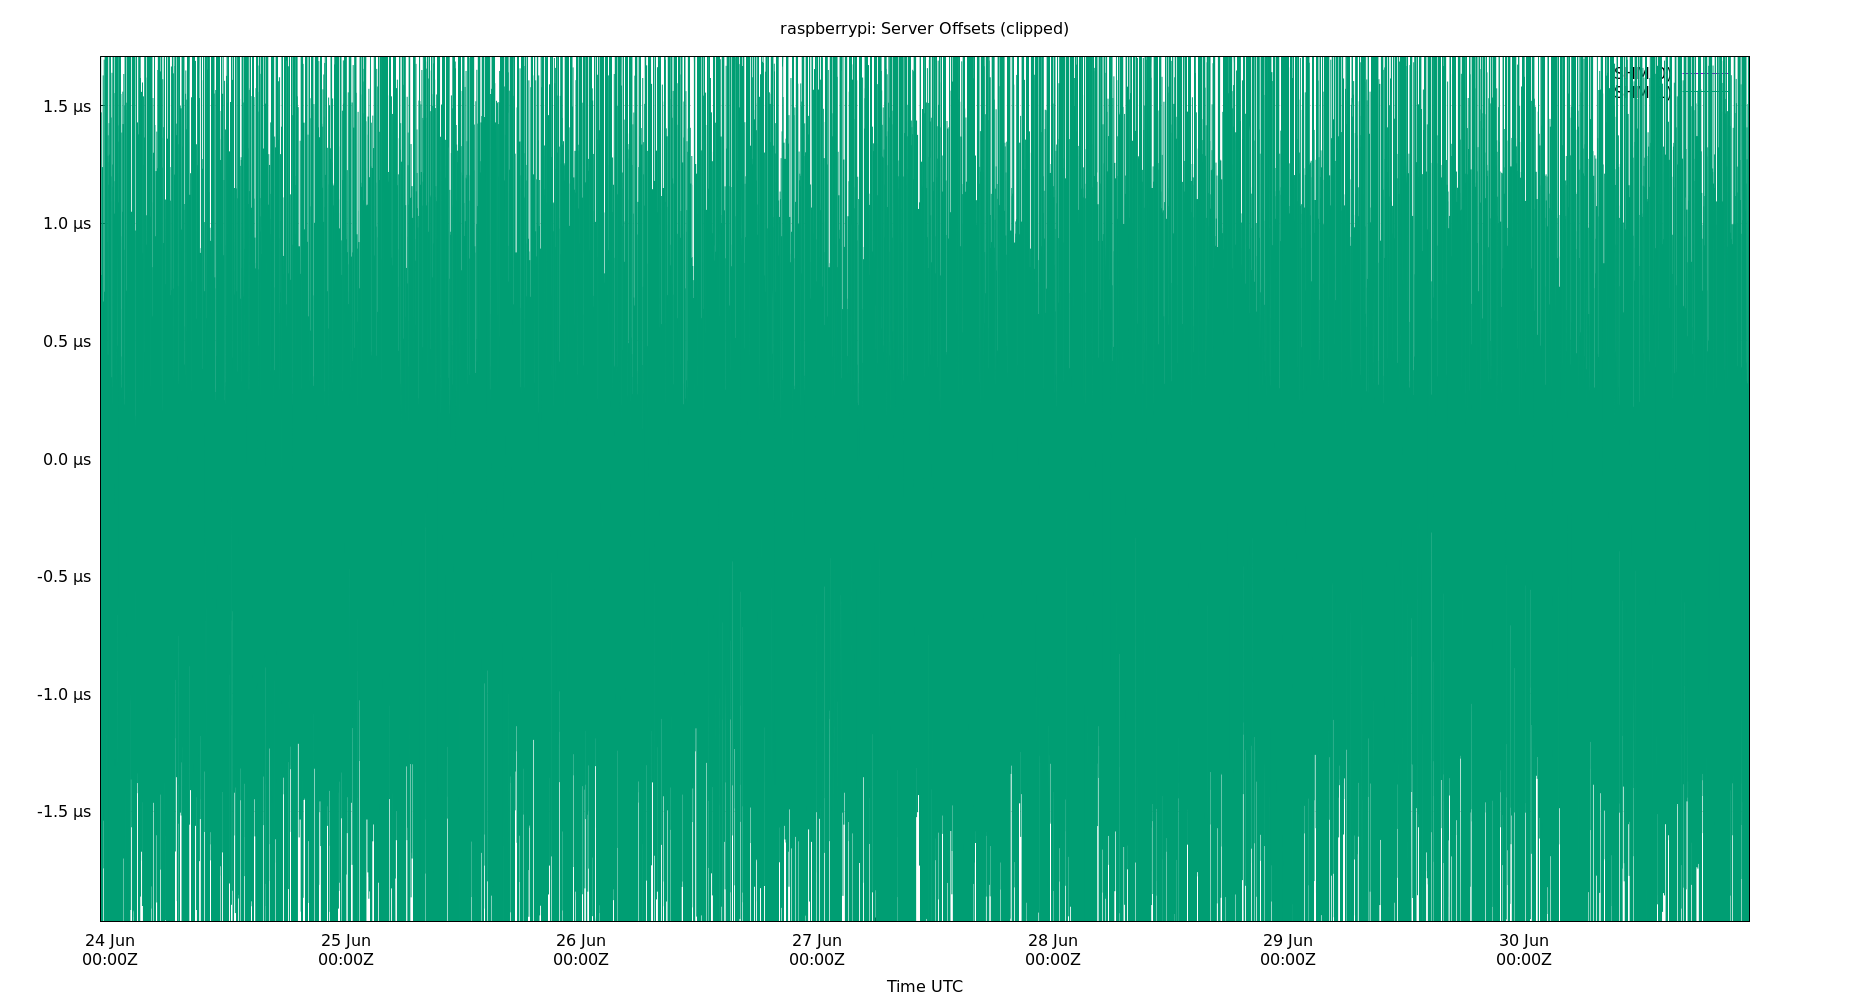 raspberrypi: Server Offsets (clipped)
1.5 µs
1.0 µs
0.5 µs
0.0 µs
-0.5 µs
-1.0 µs
-1.5 µs
24 Jun
00:00Z
25 Jun
00:00Z
26 Jun
00:00Z
27 Jun
00:00Z
28 Jun
00:00Z
29 Jun
00:00Z
30 Jun
00:00Z
Time UTC